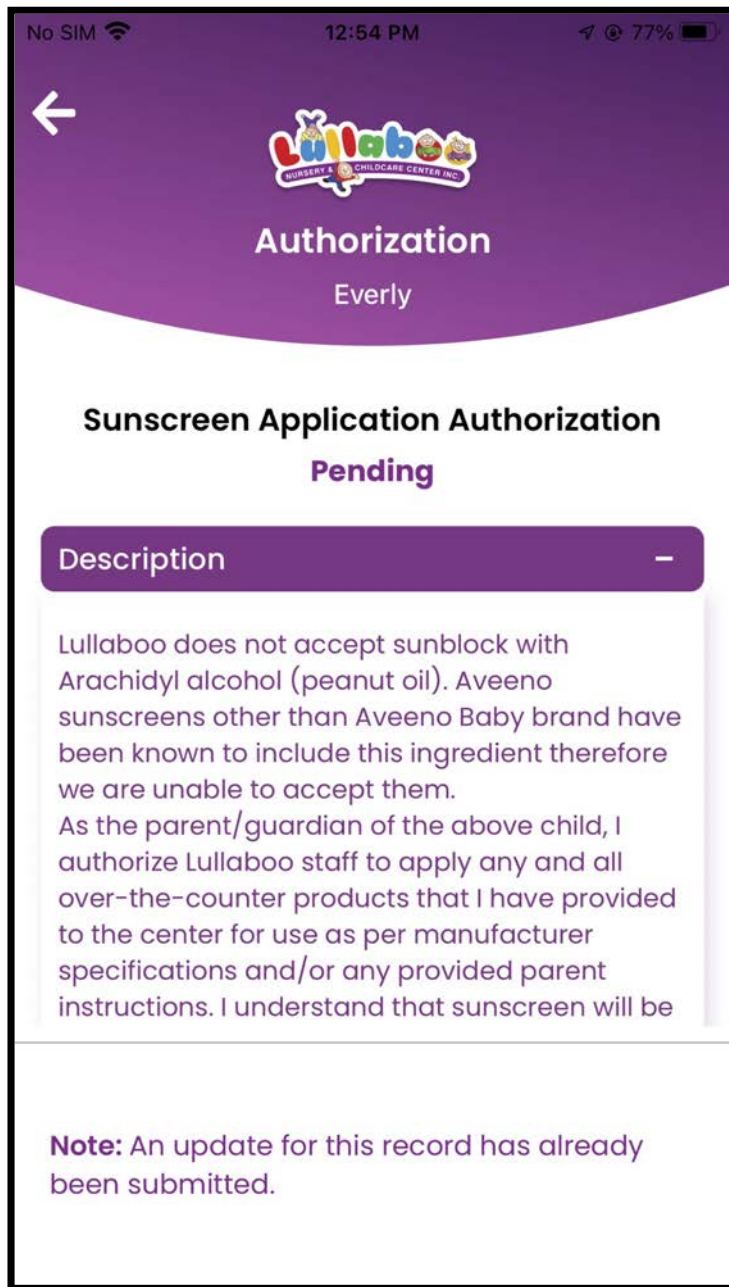 No SIM 12:54 PM 77%
Lullaboo
NURSERY & CHILDCARE CENTER INC.
Authorization
Everly
Sunscreen Application Authorization
Pending
Description −
Lullaboo does not accept sunblock with
Arachidyl alcohol (peanut oil). Aveeno
sunscreens other than Aveeno Baby brand have
been known to include this ingredient therefore
we are unable to accept them.
As the parent/guardian of the above child, I
authorize Lullaboo staff to apply any and all
over-the-counter products that I have provided
to the center for use as per manufacturer
specifications and/or any provided parent
instructions. I understand that sunscreen will be
Note: An update for this record has already
been submitted.